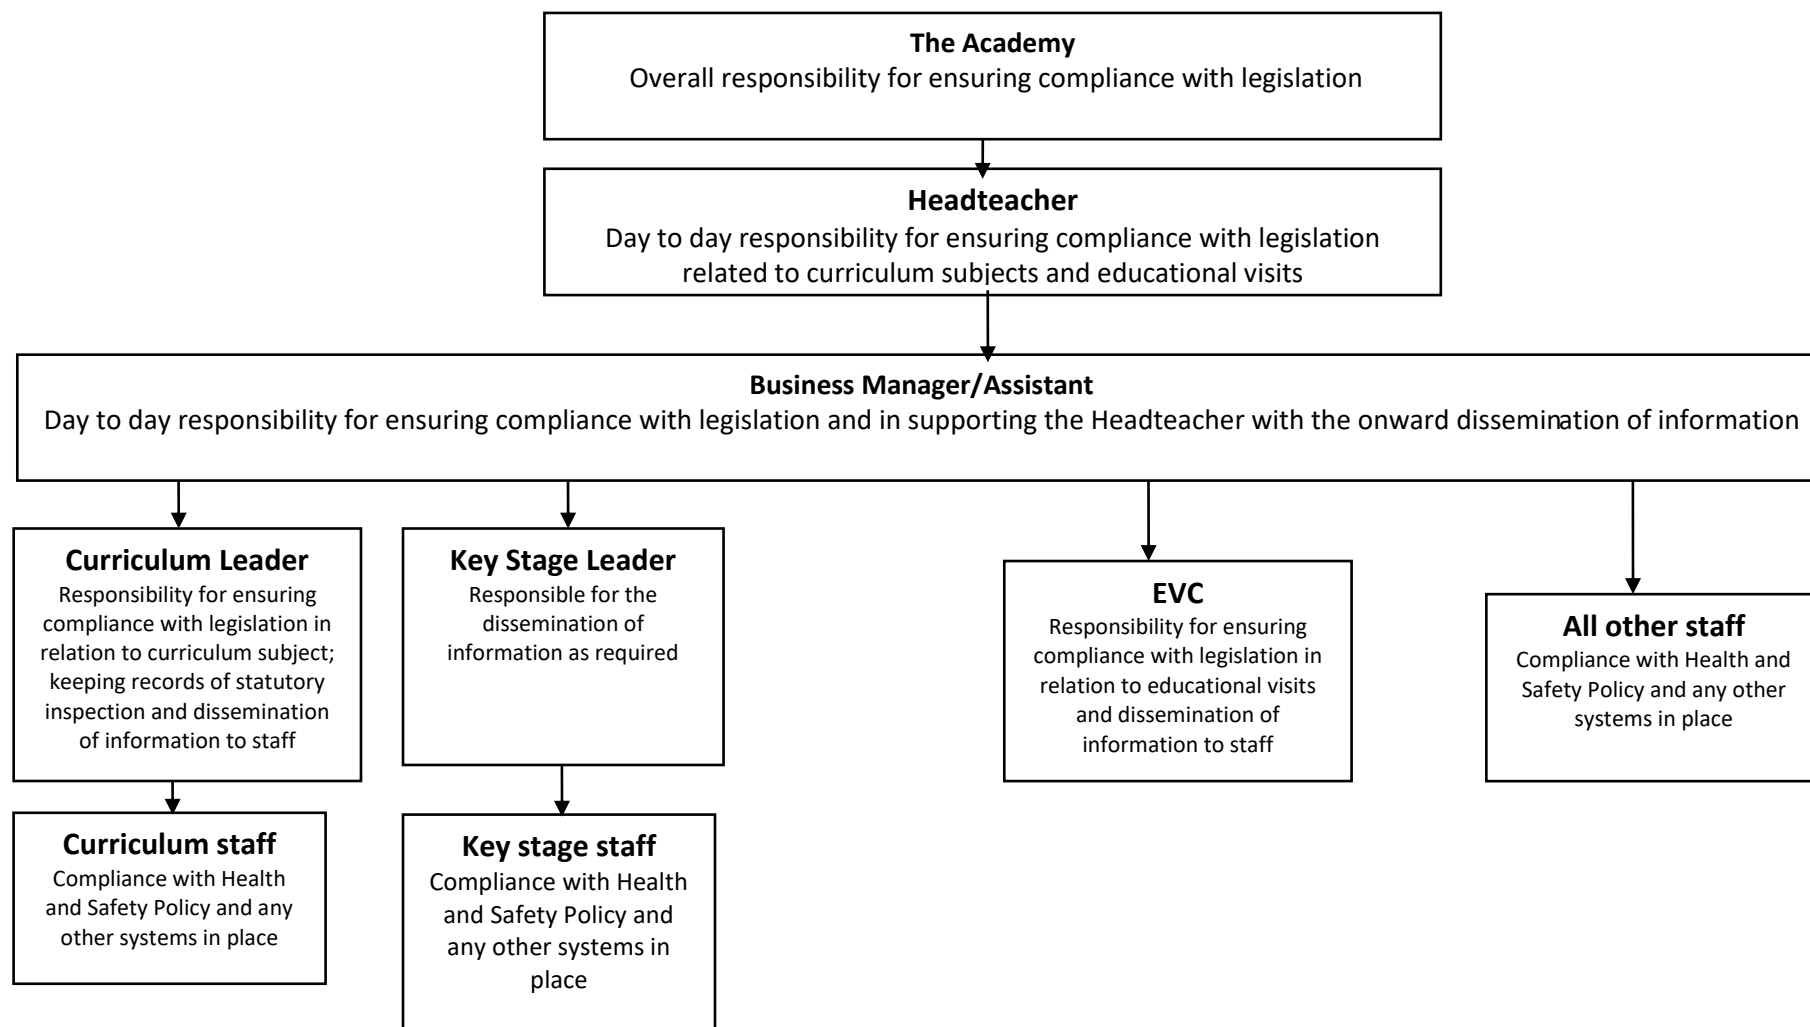 The Academy
Overall responsibility for ensuring compliance with legislation
Headteacher
Day to day responsibility for ensuring compliance with legislation
related to curriculum subjects and educational visits
Business Manager/Assistant
Day to day responsibility for ensuring compliance with legislation and in supporting the Headteacher with the onward dissemination of information
Curriculum Leader
Responsibility for ensuring
compliance with legislation in
relation to curriculum subject;
keeping records of statutory
inspection and dissemination
of information to staff
Key Stage Leader
Responsible for the
dissemination of
information as required
EVC
Responsibility for ensuring
compliance with legislation in
relation to educational visits
and dissemination of
information to staff
All other staff
Compliance with Health and
Safety Policy and any other
systems in place
Curriculum staff
Compliance with Health
and Safety Policy and any
other systems in place
Key stage staff
Compliance with Health
and Safety Policy and
any other systems in
place